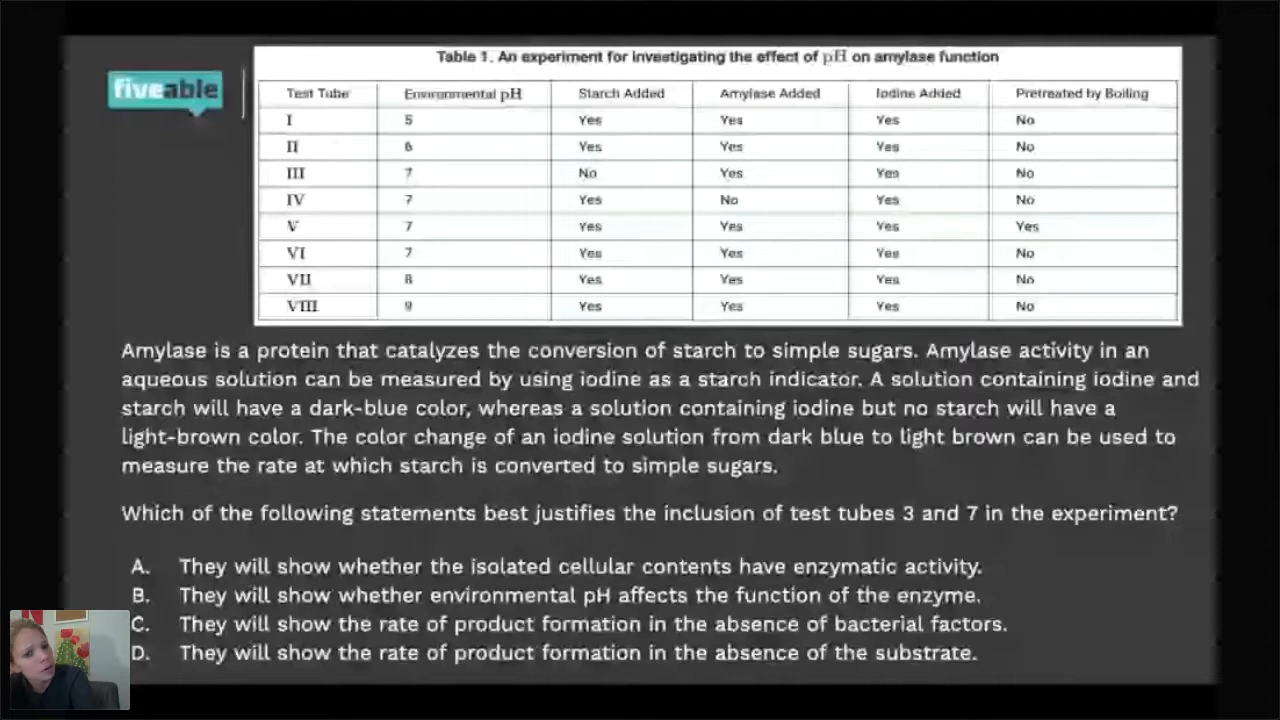 fiveable
Table 1. An experiment for investigating the effect of pH on amylase function
Test Tube Environmental pH Starch Added Amylase Added Iodine Added Pretreated by Boiling
I 5 Yes Yes Yes No
II 6 Yes Yes Yes No
III 7 No Yes Yes No
IV 7 Yes No Yes No
V 7 Yes Yes Yes Yes
VI 7 Yes Yes Yes No
VII 8 Yes Yes Yes No
VIII 9 Yes Yes Yes No
Amylase is a protein that catalyzes the conversion of starch to simple sugars. Amylase activity in an
aqueous solution can be measured by using iodine as a starch indicator. A solution containing iodine and
starch will have a dark-blue color, whereas a solution containing iodine but no starch will have a
light-brown color. The color change of an iodine solution from dark blue to light brown can be used to
measure the rate at which starch is converted to simple sugars.
Which of the following statements best justifies the inclusion of test tubes 3 and 7 in the experiment?
A. They will show whether the isolated cellular contents have enzymatic activity.
B. They will show whether environmental pH affects the function of the enzyme.
C. They will show the rate of product formation in the absence of bacterial factors.
D. They will show the rate of product formation in the absence of the substrate.